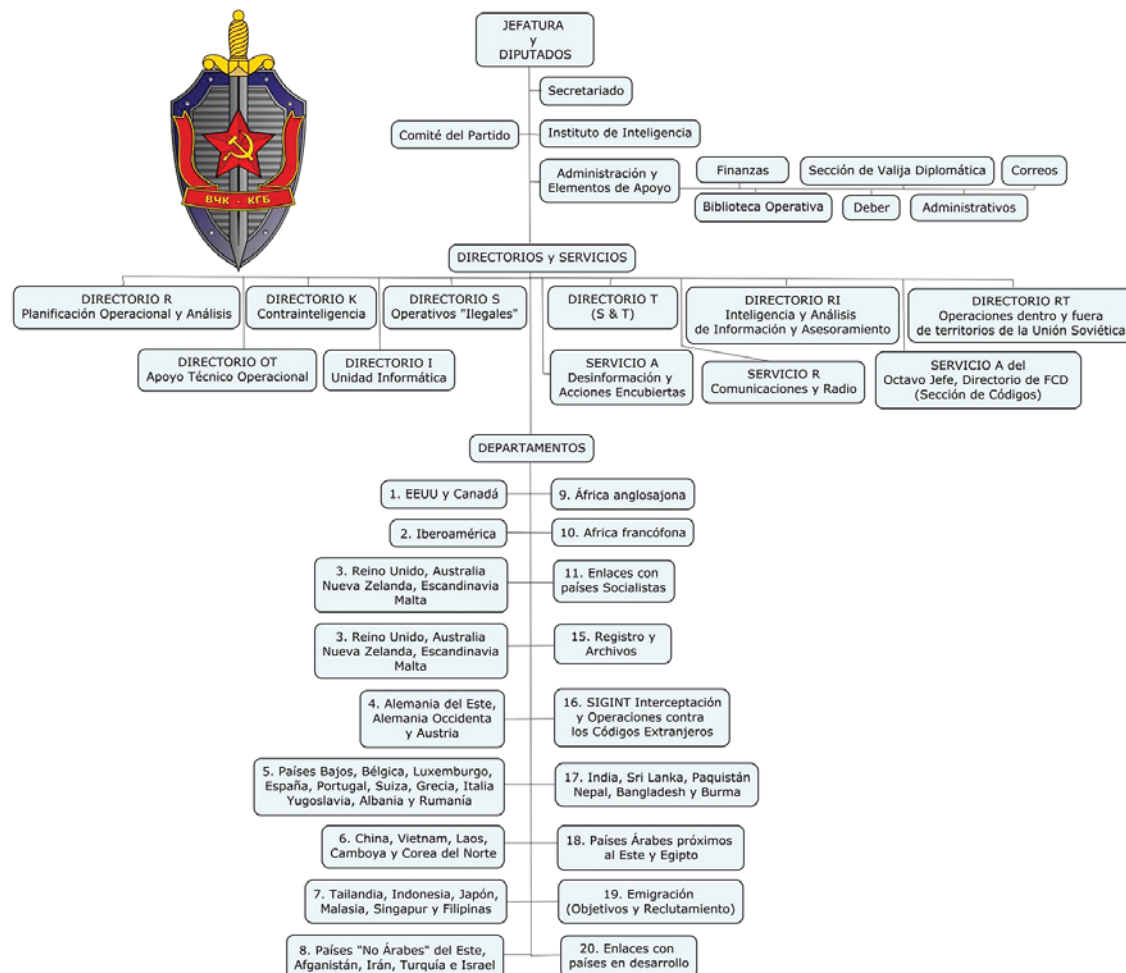 JEFATURA
y
DIPUTADOS
ВЧК - КГБ
Secretariado
Comité del Partido
Instituto de Inteligencia
Administración y
Elementos de Apoyo
Finanzas
Sección de Valija Diplomática
Correos
Biblioteca Operativa
Deber
Administrativos
DIRECTORIOS y SERVICIOS
DIRECTORIO R
Planificación Operacional y Análisis
DIRECTORIO K
Contrainteligencia
DIRECTORIO S
Operativos "Ilegales"
DIRECTORIO T
(S & T)
DIRECTORIO RI
Inteligencia y Análisis
de Información y Asesoramiento
DIRECTORIO RT
Operaciones dentro y fuera
de territorios de la Unión Soviética
DIRECTORIO OT
Apoyo Técnico Operacional
DIRECTORIO I
Unidad Informática
SERVICIO A
Desinformación y
Acciones Encubiertas
SERVICIO R
Comunicaciones y Radio
SERVICIO A del
Octavo Jefe, Directorio de FCD
(Sección de Códigos)
DEPARTAMENTOS
1. EEUU y Canadá
9. África anglosajona
2. Iberoamérica
10. Africa francófona
3. Reino Unido, Australia
Nueva Zelanda, Escandinavia
Malta
11. Enlaces con
países Socialistas
3. Reino Unido, Australia
Nueva Zelanda, Escandinavia
Malta
15. Registro y
Archivos
4. Alemania del Este,
Alemania Occidenta
y Austria
16. SIGINT Interceptación
y Operaciones contra
los Códigos Extranjeros
5. Países Bajos, Bélgica, Luxemburgo,
España, Portugal, Suiza, Grecia, Italia
Yugoslavia, Albania y Rumanía
17. India, Sri Lanka, Paquistán
Nepal, Bangladesh y Burma
6. China, Vietnam, Laos,
Camboya y Corea del Norte
18. Países Árabes próximos
al Este y Egipto
7. Tailandia, Indonesia, Japón,
Malasia, Singapur y Filipinas
19. Emigración
(Objetivos y Reclutamiento)
8. Países "No Árabes" del Este,
Afganistán, Irán, Turquía e Israel
20. Enlaces con
países en desarrollo